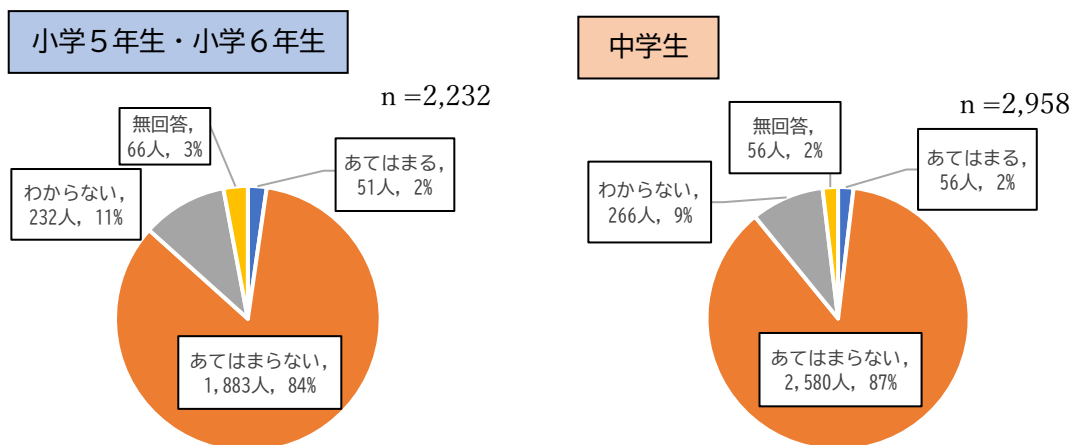 小学５年生・小学６年生
n =2,232
無回答,
66人, 3%
あてはまる,
51人, 2%
わからない,
232人, 11%
あてはまらない,
1,883人, 84%
中学生
n =2,958
無回答,
56人, 2%
あてはまる,
56人, 2%
わからない,
266人, 9%
あてはまらない,
2,580人, 87%